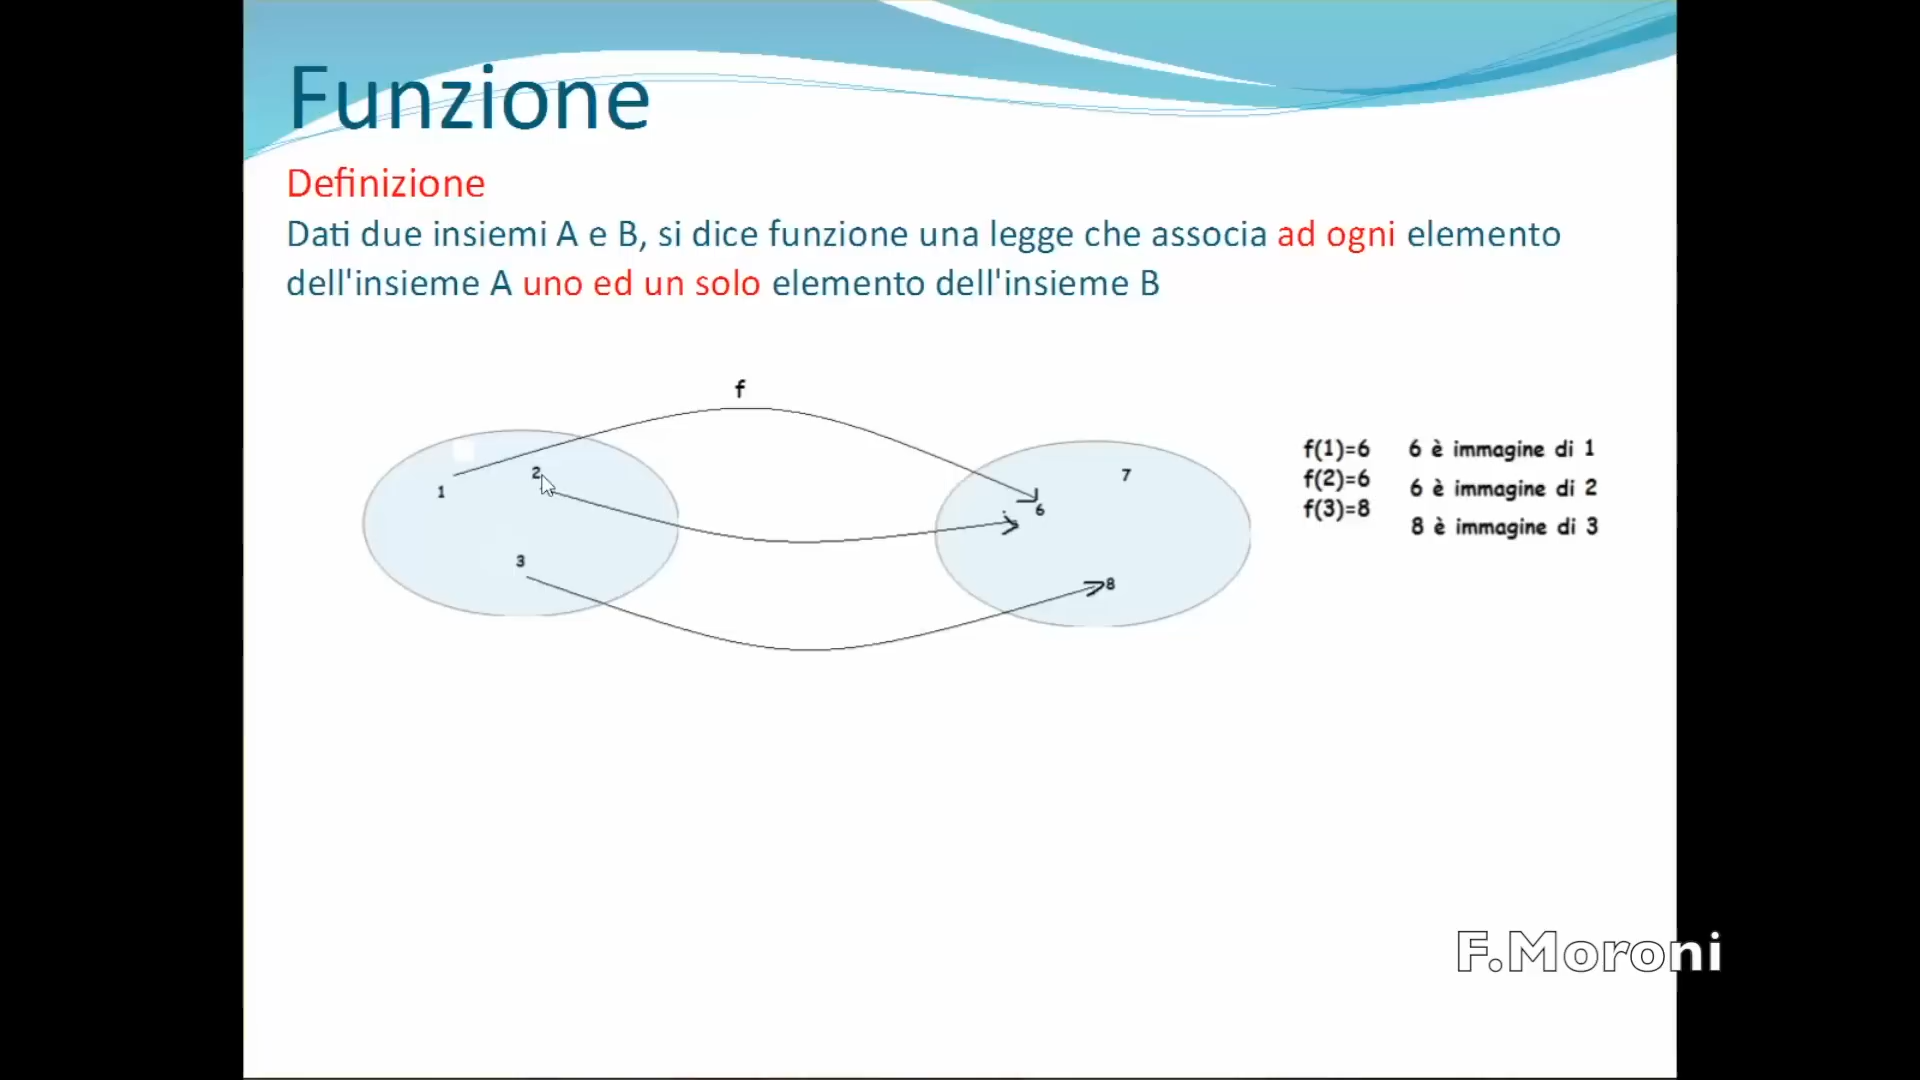 Funzione
Definizione
Dati due insiemi A e B, si dice funzione una legge che associa ad ogni elemento
dell'insieme A uno ed un solo elemento dell'insieme B
f
1
2
3
7
6
8
f(1)=6 6 è immagine di 1
f(2)=6 6 è immagine di 2
f(3)=8 8 è immagine di 3
F.Moroni